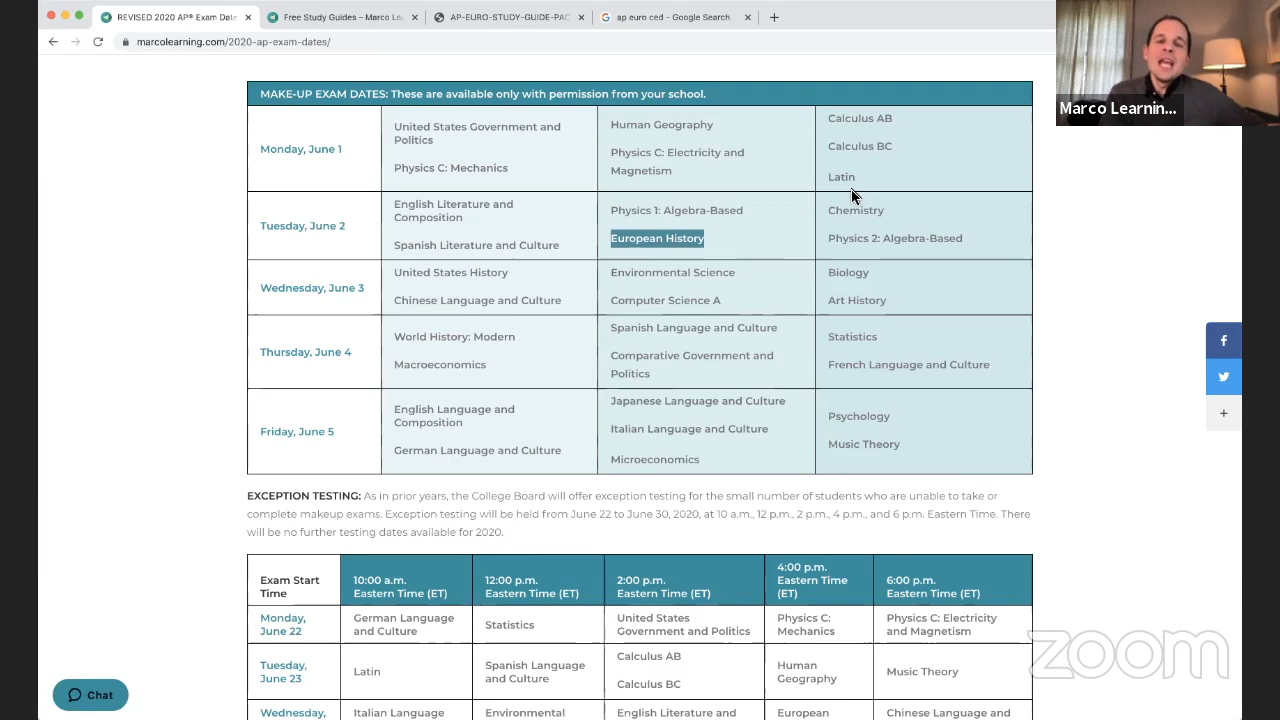 REVISED 2020 AP® Exam Date
Free Study Guides – Marco Le
AP-EURO-STUDY-GUIDE-PAC
ap euro ced - Google Search
marcolearning.com/2020-ap-exam-dates/
Marco Learnin...
MAKE-UP EXAM DATES: These are available only with permission from your school.
Monday, June 1
United States Government and
Politics
Physics C: Mechanics
Human Geography
Physics C: Electricity and
Magnetism
Calculus AB
Calculus BC
Latin
Tuesday, June 2
English Literature and
Composition
Spanish Literature and Culture
Physics 1: Algebra-Based
European History
Chemistry
Physics 2: Algebra-Based
Wednesday, June 3
United States History
Chinese Language and Culture
Environmental Science
Computer Science A
Biology
Art History
Thursday, June 4
World History: Modern
Macroeconomics
Spanish Language and Culture
Comparative Government and
Politics
Statistics
French Language and Culture
Friday, June 5
English Language and
Composition
German Language and Culture
Japanese Language and Culture
Italian Language and Culture
Microeconomics
Psychology
Music Theory
EXCEPTION TESTING: As in prior years, the College Board will offer exception testing for the small number of students who are unable to take or
complete makeup exams. Exception testing will be held from June 22 to June 30, 2020, at 10 a.m., 12 p.m., 2 p.m., 4 p.m., and 6 p.m. Eastern Time. There
will be no further testing dates available for 2020.
Exam Start
Time
10:00 a.m.
Eastern Time (ET)
12:00 p.m.
Eastern Time (ET)
2:00 p.m.
Eastern Time (ET)
4:00 p.m.
Eastern Time
(ET)
6:00 p.m.
Eastern Time (ET)
Monday,
June 22
German Language
and Culture
Statistics
United States
Government and Politics
Physics C:
Mechanics
Physics C: Electricity
and Magnetism
Tuesday,
June 23
Latin
Spanish Language
and Culture
Calculus AB
Calculus BC
Human
Geography
Music Theory
Wednesday,
Italian Language
Environmental
English Literature and
European
Chinese Language and
Chat
zoom